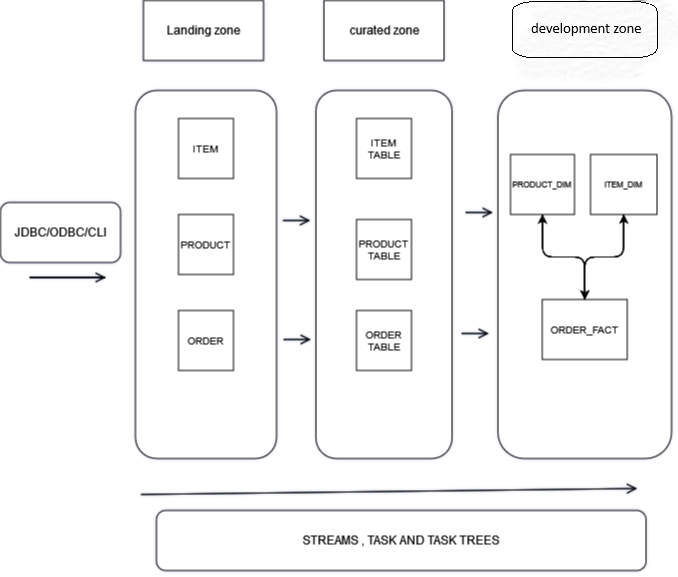 Landing zone
curated zone
development zone
JDBC/ODBC/CLI
ITEM
PRODUCT
ORDER
ITEM
TABLE
PRODUCT
TABLE
ORDER
TABLE
PRODUCT_DIM
ITEM_DIM
ORDER_FACT
STREAMS , TASK AND TASK TREES